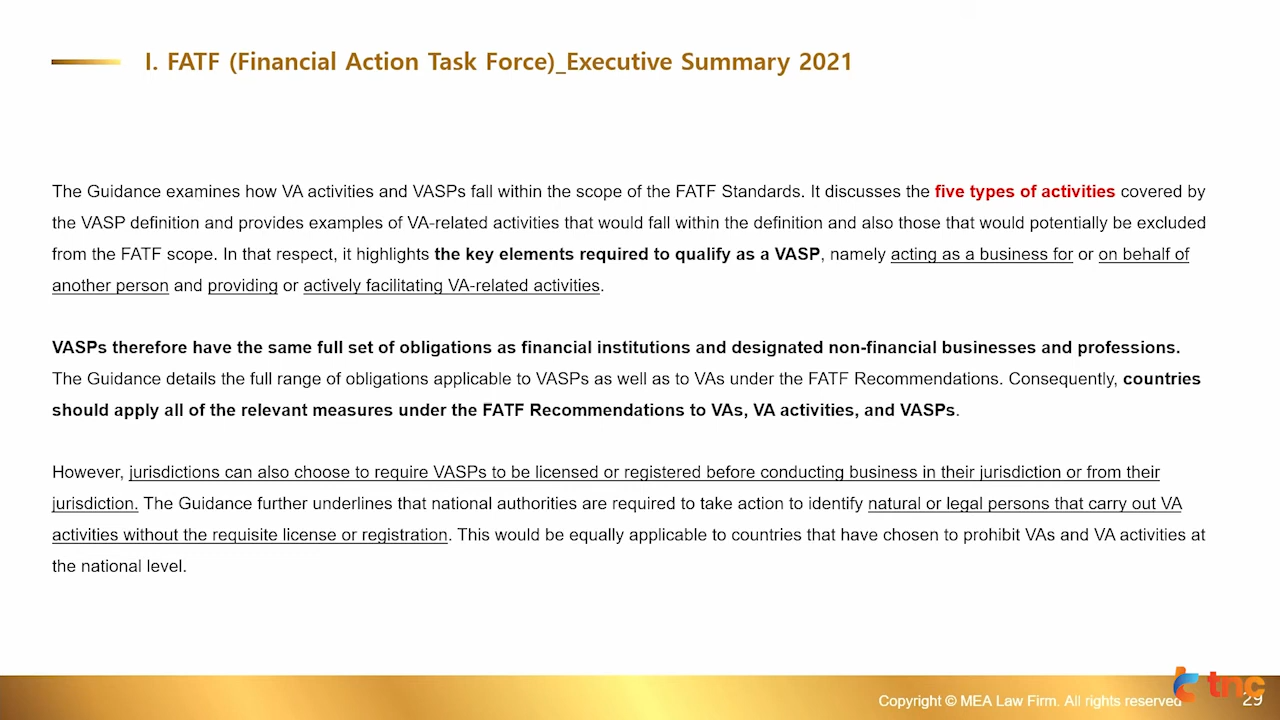 I. FATF (Financial Action Task Force)_Executive Summary 2021
The Guidance examines how VA activities and VASPs fall within the scope of the FATF Standards. It discusses the five types of activities covered by
the VASP definition and provides examples of VA-related activities that would fall within the definition and also those that would potentially be excluded
from the FATF scope. In that respect, it highlights the key elements required to qualify as a VASP, namely acting as a business for or on behalf of
another person and providing or actively facilitating VA-related activities.
VASPs therefore have the same full set of obligations as financial institutions and designated non-financial businesses and professions.
The Guidance details the full range of obligations applicable to VASPs as well as to VAs under the FATF Recommendations. Consequently, countries
should apply all of the relevant measures under the FATF Recommendations to VAs, VA activities, and VASPs.
However, jurisdictions can also choose to require VASPs to be licensed or registered before conducting business in their jurisdiction or from their
jurisdiction. The Guidance further underlines that national authorities are required to take action to identify natural or legal persons that carry out VA
activities without the requisite license or registration. This would be equally applicable to countries that have chosen to prohibit VAs and VA activities at
the national level.
Copyright © MEA Law Firm. All rights reserved
tnc
29